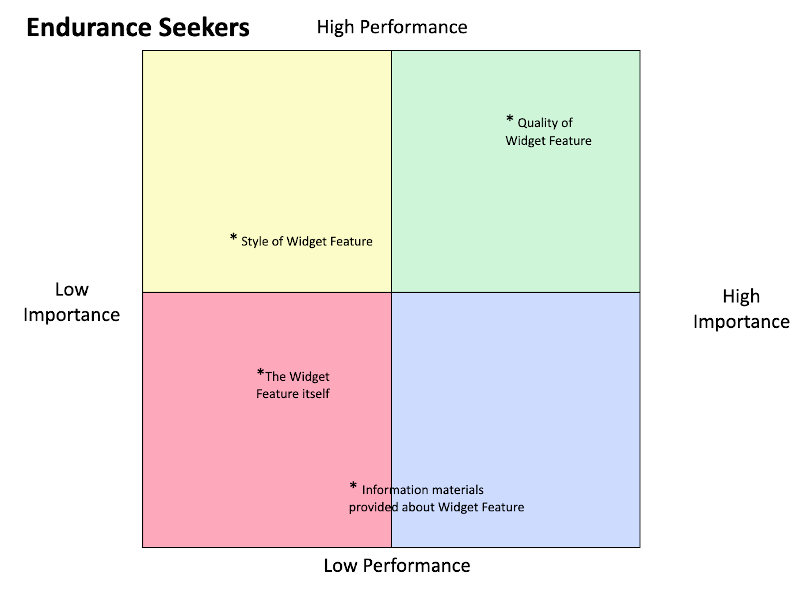 Endurance Seekers
High Performance
* Quality of
Widget Feature
* Style of Widget Feature
Low
Importance
High
Importance
*The Widget
Feature itself
* Information materials
provided about Widget Feature
Low Performance